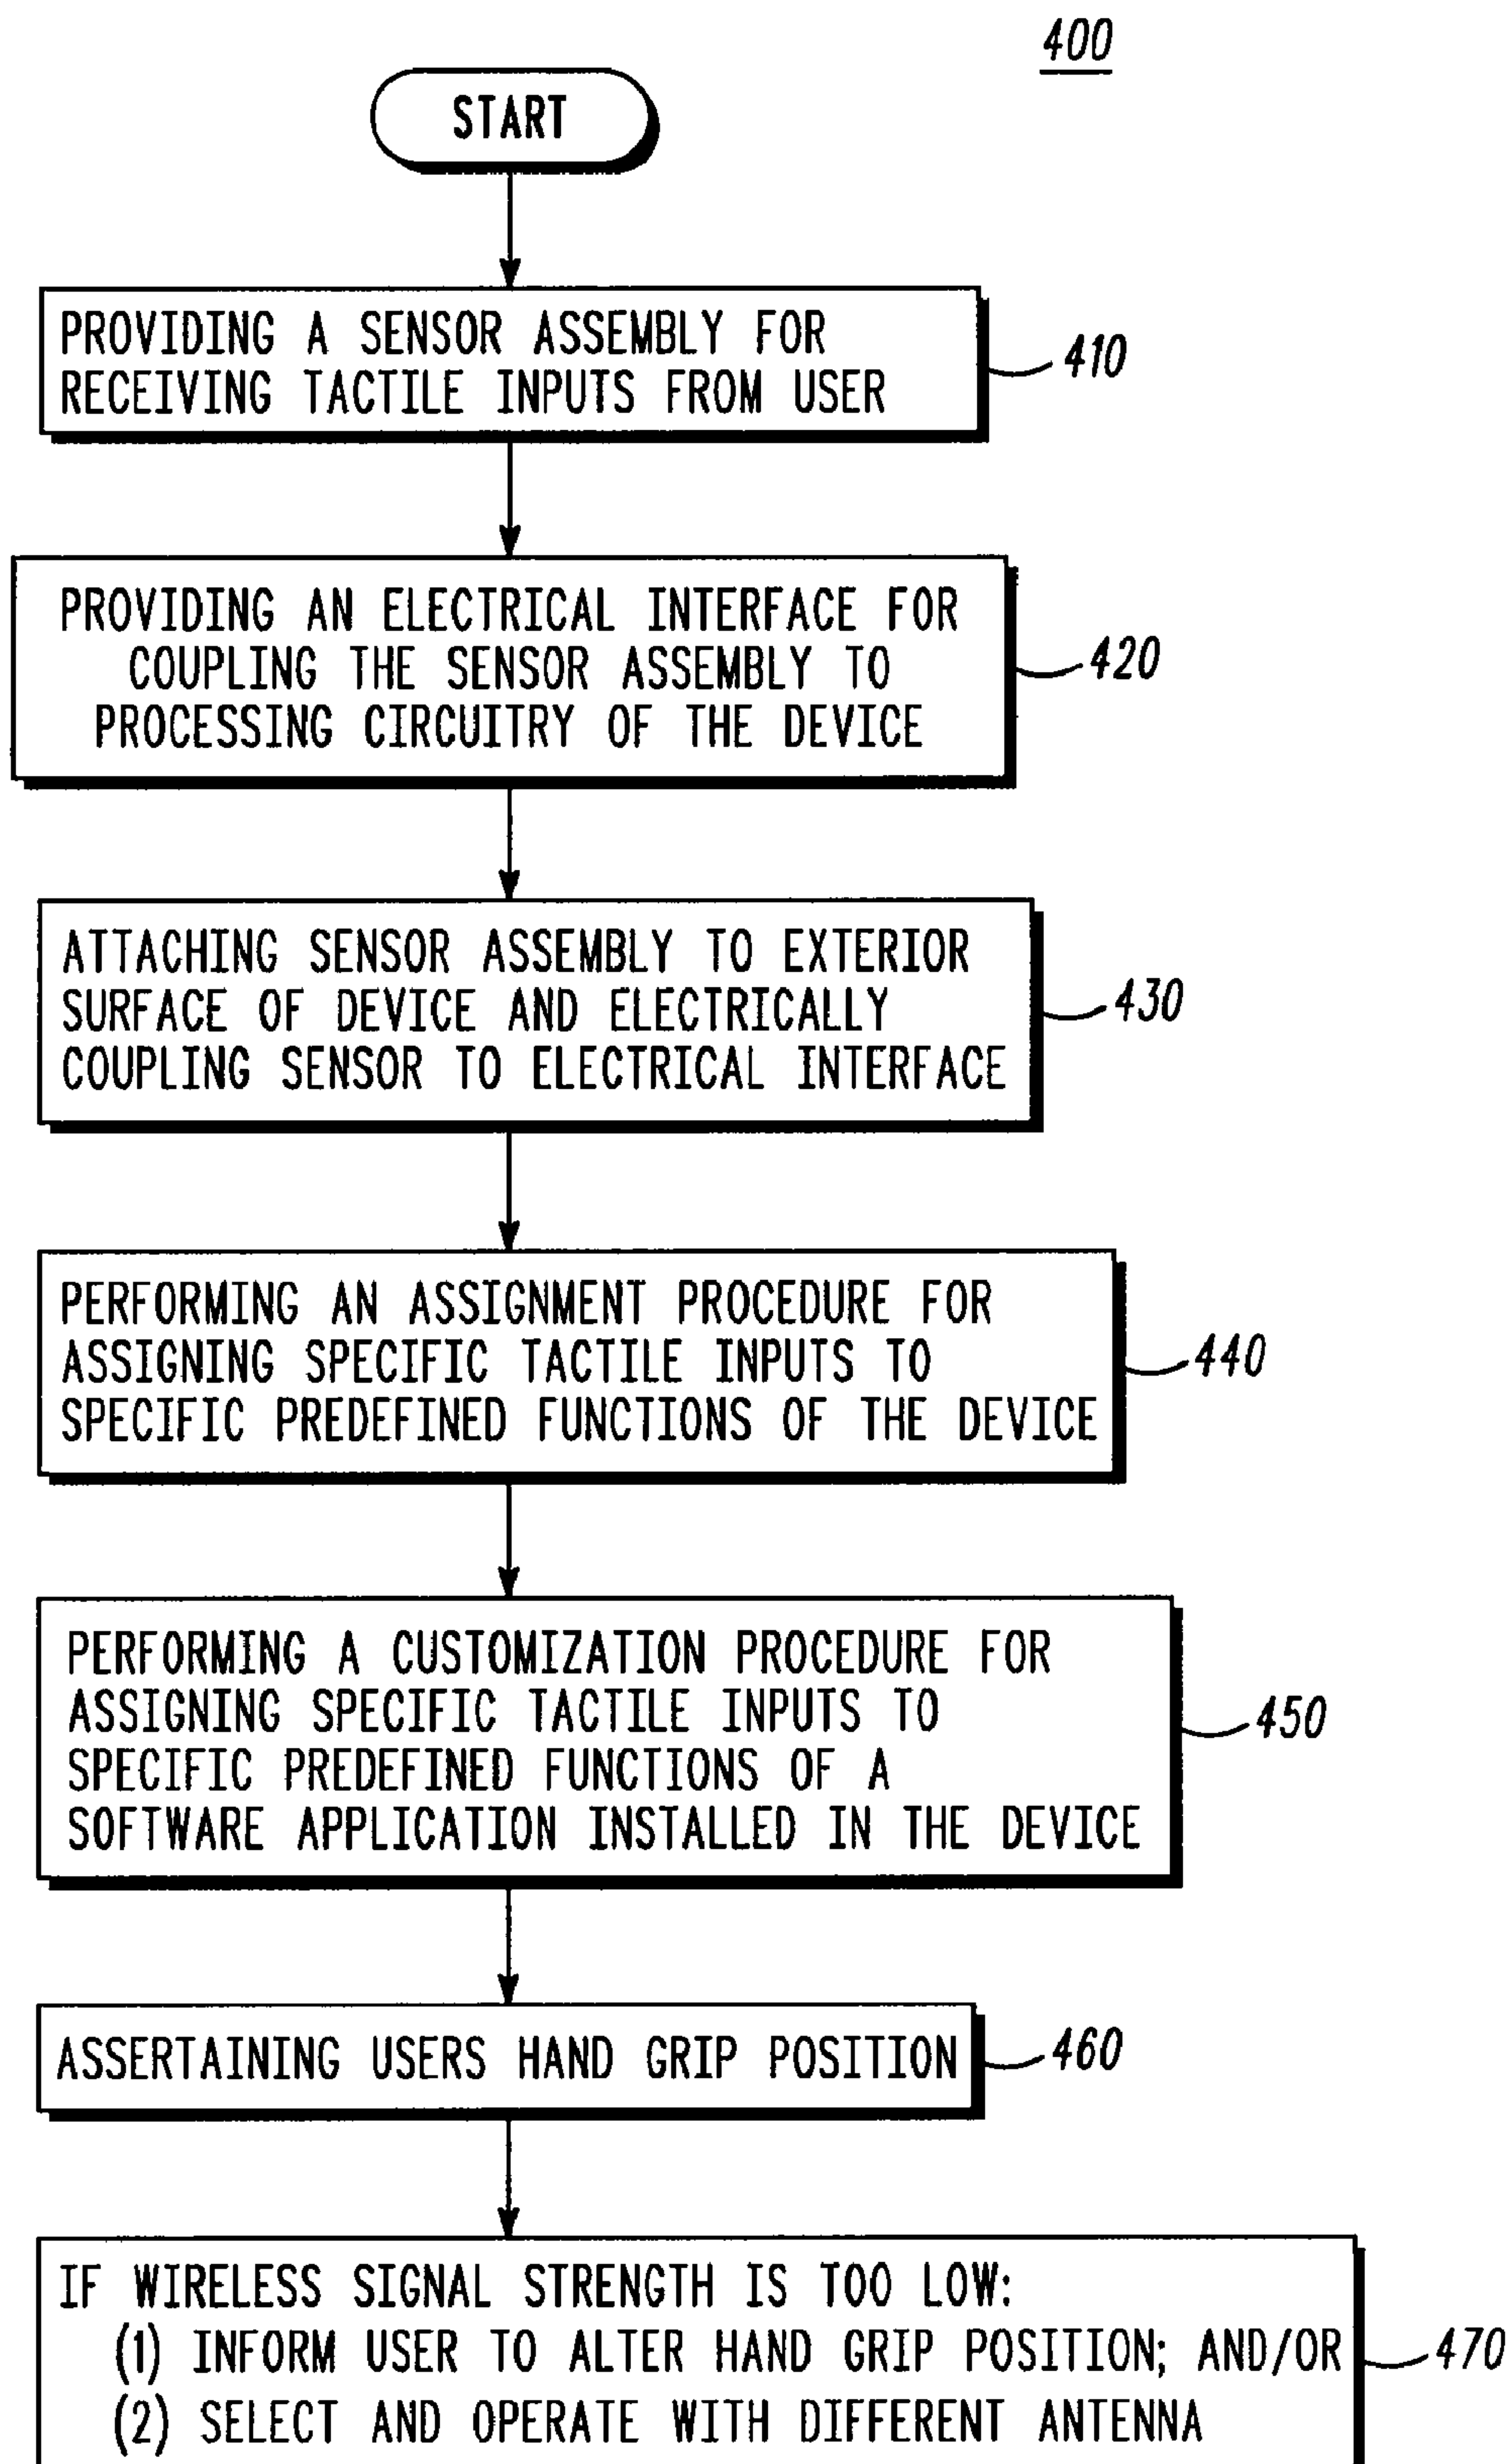 400
START
PROVIDING A SENSOR ASSEMBLY FOR
RECEIVING TACTILE INPUTS FROM USER
410
PROVIDING AN ELECTRICAL INTERFACE FOR
COUPLING THE SENSOR ASSEMBLY TO
PROCESSING CIRCUITRY OF THE DEVICE
420
ATTACHING SENSOR ASSEMBLY TO EXTERIOR
SURFACE OF DEVICE AND ELECTRICALLY
COUPLING SENSOR TO ELECTRICAL INTERFACE
430
PERFORMING AN ASSIGNMENT PROCEDURE FOR
ASSIGNING SPECIFIC TACTILE INPUTS TO
SPECIFIC PREDEFINED FUNCTIONS OF THE DEVICE
440
PERFORMING A CUSTOMIZATION PROCEDURE FOR
ASSIGNING SPECIFIC TACTILE INPUTS TO
SPECIFIC PREDEFINED FUNCTIONS OF A
SOFTWARE APPLICATION INSTALLED IN THE DEVICE
450
ASSERTAINING USERS HAND GRIP POSITION
460
IF WIRELESS SIGNAL STRENGTH IS TOO LOW:
(1) INFORM USER TO ALTER HAND GRIP POSITION; AND/OR
(2) SELECT AND OPERATE WITH DIFFERENT ANTENNA
470